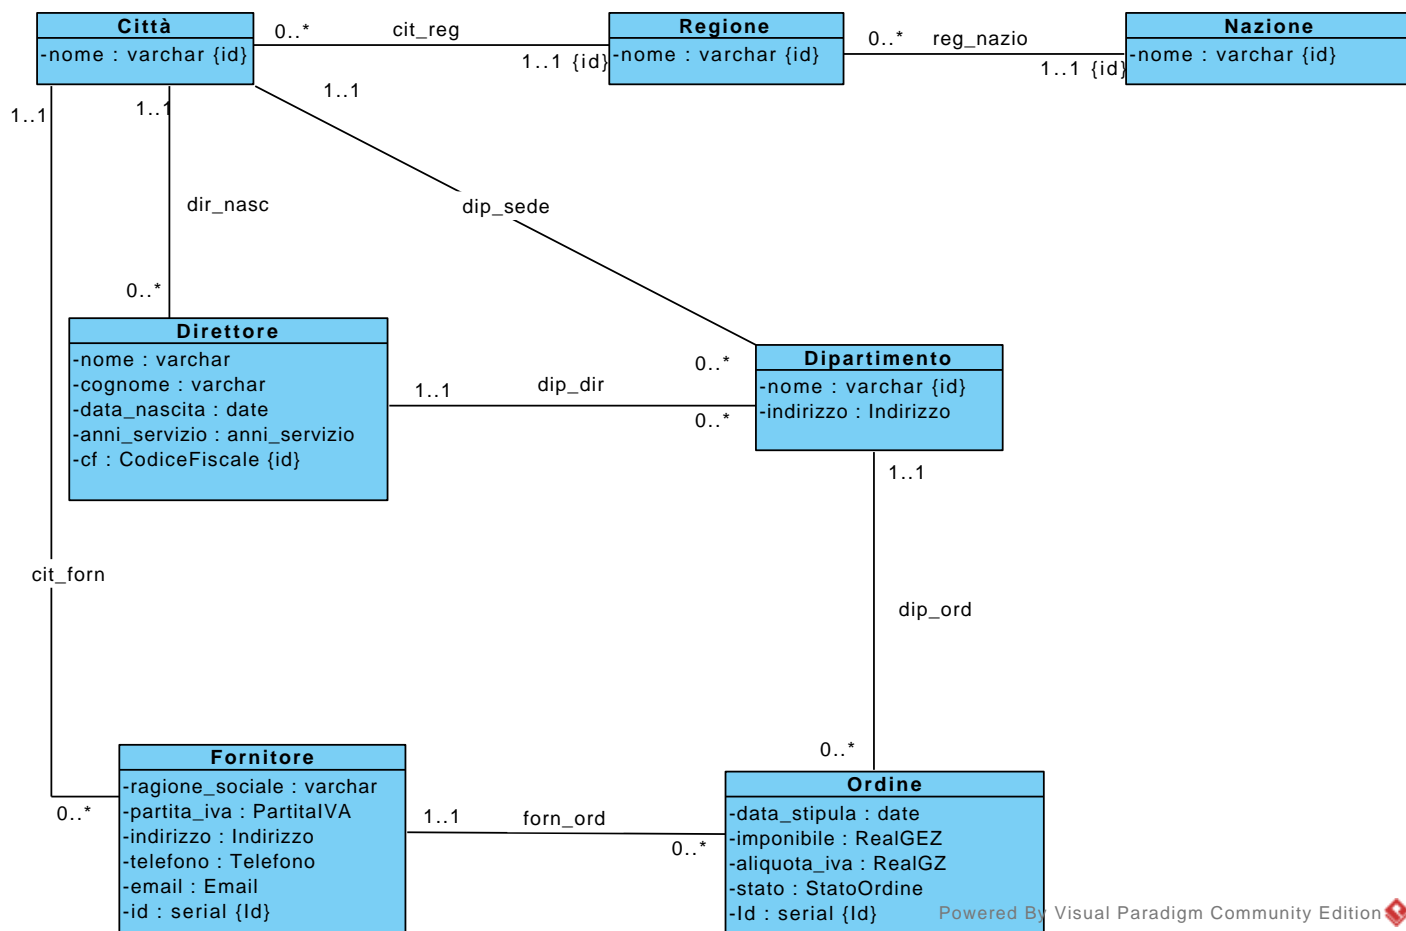 Città
-nome : varchar {id}
0..*
cit_reg
1..1 {id}
Regione
-nome : varchar {id}
0..*
reg_nazio
1..1 {id}
Nazione
-nome : varchar {id}
1..1
1..1
1..1
dir_nasc
dip_sede
0..*
Direttore
-nome : varchar
-cognome : varchar
-data_nascita : date
-anni_servizio : anni_servizio
-cf : CodiceFiscale {id}
1..1
dip_dir
0..*
0..*
Dipartimento
-nome : varchar {id}
-indirizzo : Indirizzo
1..1
cit_forn
dip_ord
0..*
Fornitore
-ragione_sociale : varchar
-partita_iva : PartitaIVA
-indirizzo : Indirizzo
-telefono : Telefono
-email : Email
-id : serial {Id}
0..*
1..1
forn_ord
0..*
Ordine
-data_stipula : date
-imponibile : RealGEZ
-aliquota_iva : RealGZ
-stato : StatoOrdine
-Id : serial {Id}
Powered By Visual Paradigm Community Edition